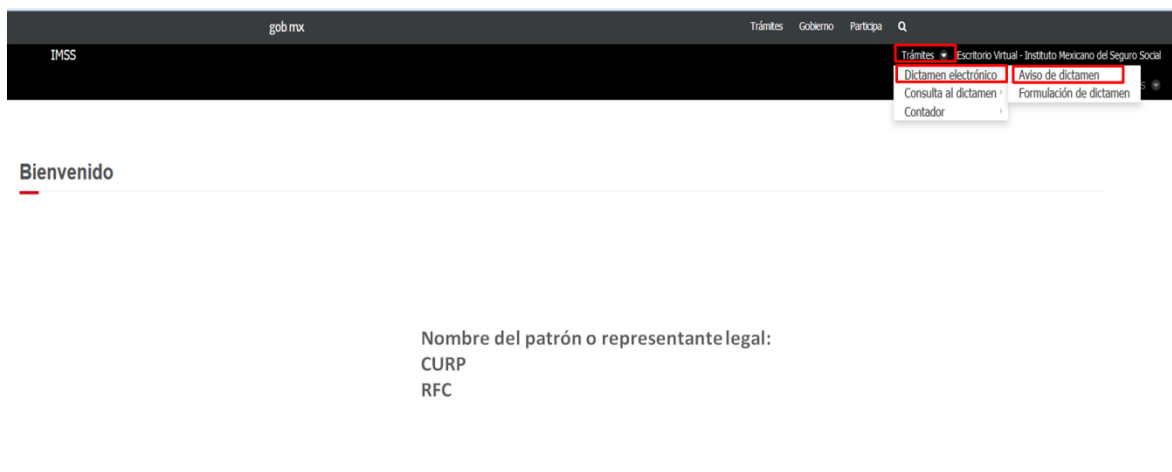 gob mx
Trámites Gobierno Participa
IMSS
Trámites Escritorio Virtual - Instituto Mexicano del Seguro Social
Dictamen electrónico Aviso de dictamen
Consulta al dictamen Formulación de dictamen
Contador
Bienvenido
Nombre del patrón o representante legal:
CURP
RFC